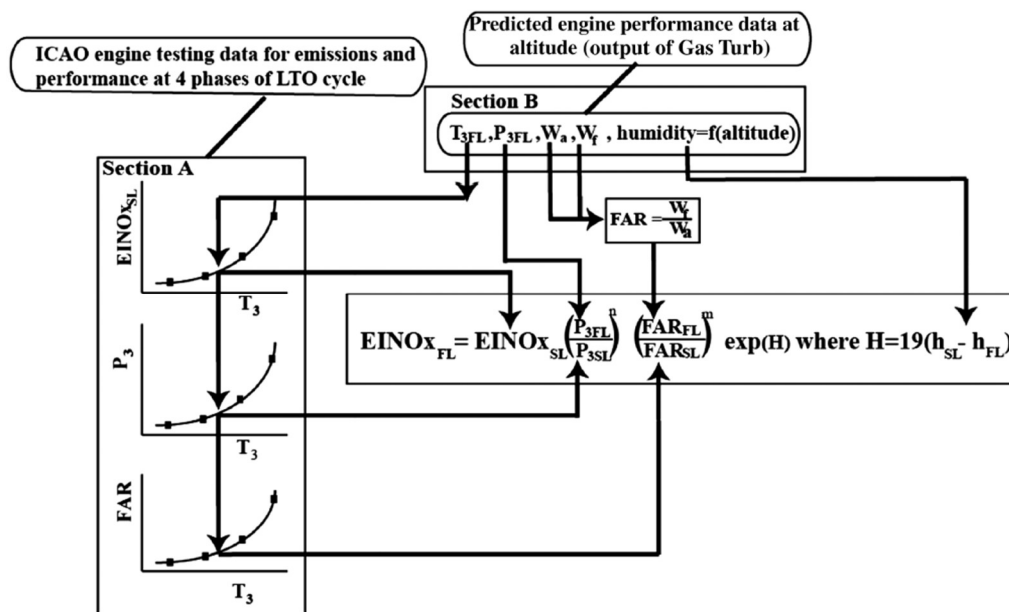 Predicted engine performance data at
altitude (output of Gas Turb)
ICAO engine testing data for emissions and
performance at 4 phases of LTO cycle
Section B
T3FL, P3FL, Wa, Wf , humidity=f(altitude)
Section A
EINOxSL
T3
FAR = Wf/Wa
EINOxFL = EINOxSL (P3FL/P3SL)^n (FARFL/FARSL)^m exp(H) where H=19(hSL- hFL)
P3
T3
FAR
T3